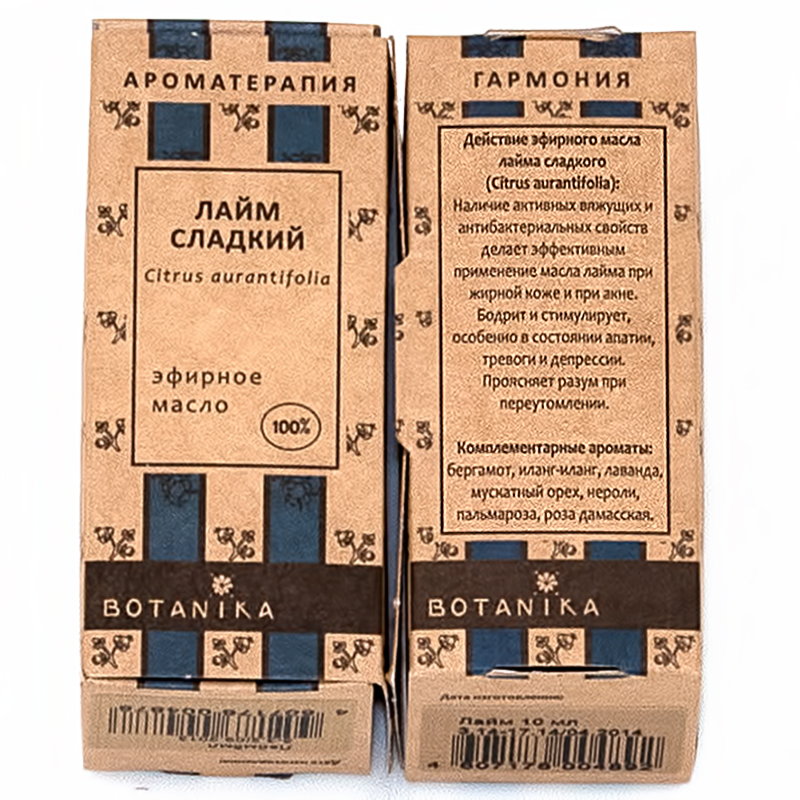 АРОМАТЕРАПИЯ
ЛАЙМ
СЛАДКИЙ
Citrus aurantifolia
эфирное
масло
100%
BOTANIKA
ГАРМОНИЯ
Действие эфирного масла
лайма сладкого
(Citrus aurantifolia):
Наличие активных вяжущих и
антибактериальных свойств
делает эффективным
применение масла лайма при
жирной коже и при акне.
Бодрит и стимулирует,
особенно в состоянии апатии,
тревоги и депрессии.
Проясняет разум при
переутомлении.
Комплементарные ароматы:
бергамот, иланг-иланг, лаванда,
мускатный орех, нероли,
пальмароза, роза дамасская.
BOTANIKA
Дата изготовления:
Лайм 10 мл